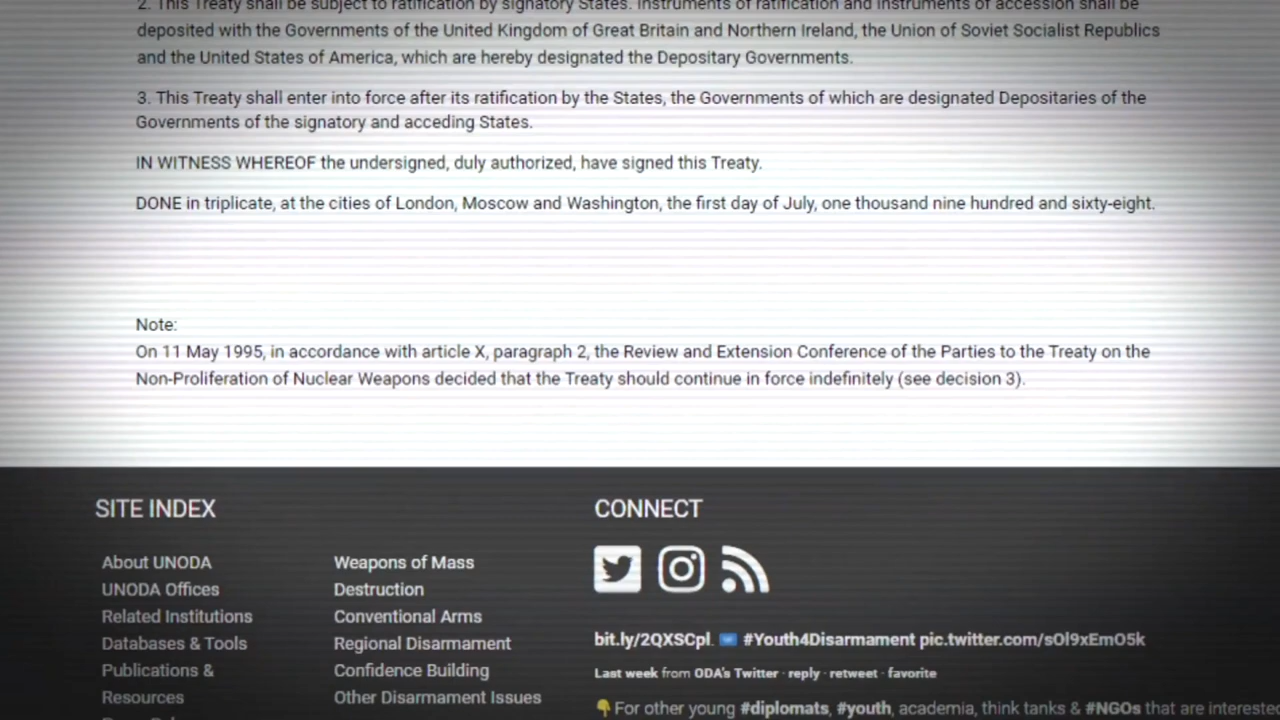 2. This Treaty shall be subject to ratification by signatory States. Instruments of ratification and instruments of accession shall be
deposited with the Governments of the United Kingdom of Great Britain and Northern Ireland, the Union of Soviet Socialist Republics
and the United States of America, which are hereby designated the Depositary Governments.
3. This Treaty shall enter into force after its ratification by the States, the Governments of which are designated Depositaries of the
Governments of the signatory and acceding States.
IN WITNESS WHEREOF the undersigned, duly authorized, have signed this Treaty.
DONE in triplicate, at the cities of London, Moscow and Washington, the first day of July, one thousand nine hundred and sixty-eight.
Note:
On 11 May 1995, in accordance with article X, paragraph 2, the Review and Extension Conference of the Parties to the Treaty on the
Non-Proliferation of Nuclear Weapons decided that the Treaty should continue in force indefinitely (see decision 3).
SITE INDEX
About UNODA
UNODA Offices
Related Institutions
Databases & Tools
Publications &
Resources
Weapons of Mass
Destruction
Conventional Arms
Regional Disarmament
Confidence Building
Other Disarmament Issues
CONNECT
bit.ly/2QXSCpl. #Youth4Disarmament pic.twitter.com/sOl9xEmO5k
Last week from ODA's Twitter · reply · retweet · favorite
For other young #diplomats, #youth, academia, think tanks & #NGOs that are interested